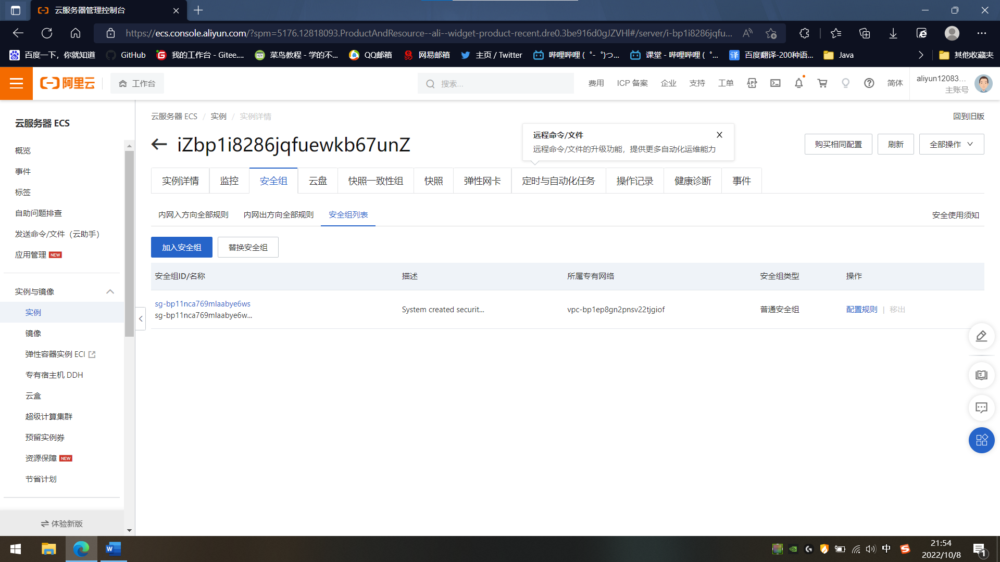 云服务器管理控制台
https://ecs.console.aliyun.com/?spm=5176.12818093.ProductAndResource--ali--widget-product-recent.dre0.3be916d0gJZVHl#/server/i-bp1i8286jqfu...
百度一下，你就知道
GitHub
我的工作台 - Gitee....
菜鸟教程 - 学的不...
QQ邮箱
网易邮箱
主页 / Twitter
哔哩哔哩 (゜-゜)つ...
课堂 - 哔哩哔哩 (゜...
百度翻译-200种语...
Java
其他收藏夹
阿里云
工作台
搜索...
费用
ICP 备案
企业
支持
工单
APP
简体
aliyun12083...
主账号
云服务器 ECS
概览
事件
标签
自助问题排查
发送命令/文件（云助手）
应用管理 NEW
实例与镜像
实例
镜像
弹性容器实例 ECI
专有宿主机 DDH
云盒
超级计算集群
预留实例券
资源保障 NEW
节省计划
体验新版
云服务器 ECS / 实例 / 实例详情
回到旧版
iZbp1i8286jqfuewkb67unZ
远程命令/文件
远程命令/文件的升级功能，提供更多自动化运维能力
购买相同配置
刷新
全部操作
实例详情
监控
安全组
云盘
快照一致性组
快照
弹性网卡
定时与自动化任务
操作记录
健康诊断
事件
内网入方向全部规则
内网出方向全部规则
安全组列表
安全使用须知
加入安全组
替换安全组
安全组ID/名称
描述
所属专有网络
安全组类型
操作
sg-bp11nca769mlaabye6ws
sg-bp11nca769mlaabye6w...
System created securit...
vpc-bp1ep8gn2pnsv22tjgiof
普通安全组
配置规则 | 移出
中
21:54
2022/10/8
1